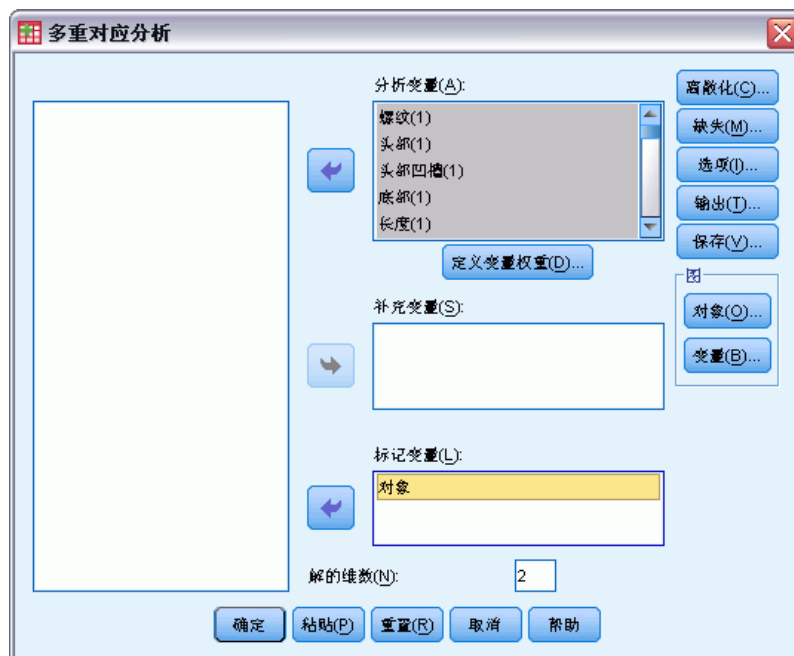 多重对应分析
分析变量(A):
螺纹(1)
头部(1)
头部凹槽(1)
底部(1)
长度(1)
定义变量权重(D)...
补充变量(S):
标记变量(L):
对象
解的维数(N):
2
离散化(C)...
缺失(M)...
选项(I)...
输出(T)...
保存(V)...
图
对象(O)...
变量(B)...
确定
粘贴(P)
重置(R)
取消
帮助